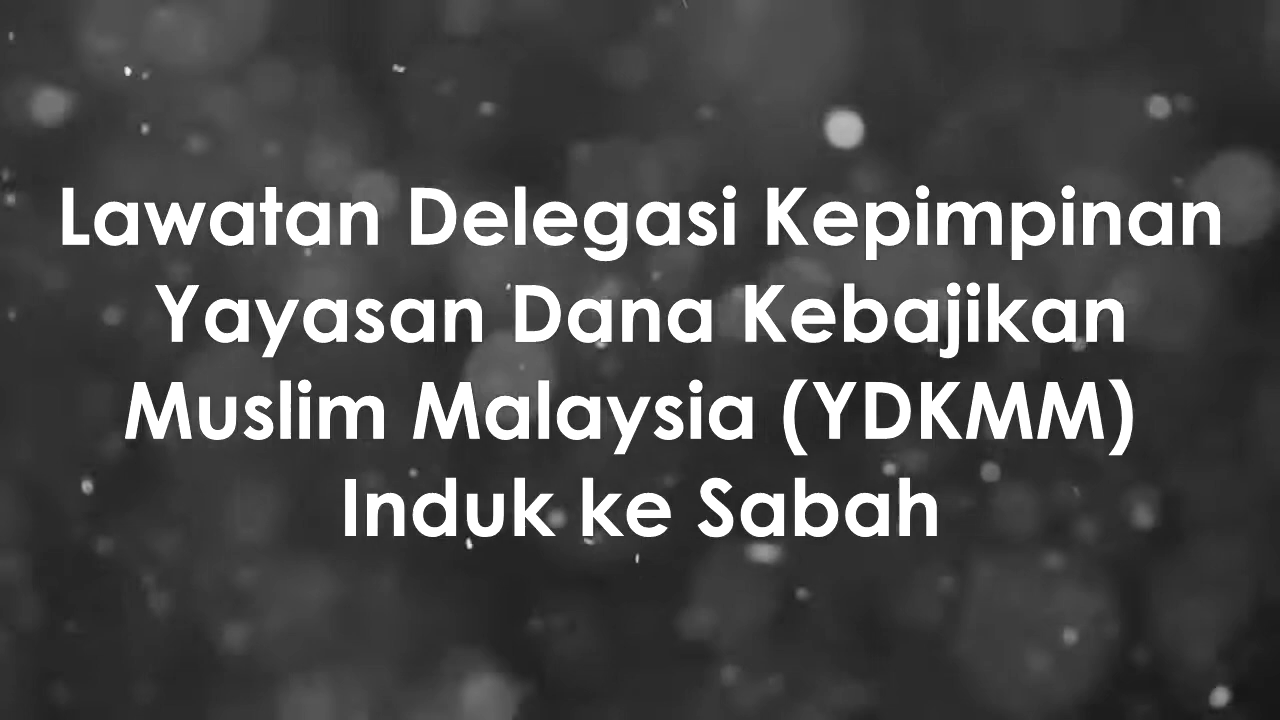 Lawatan Delegasi Kepimpinan
Yayasan Dana Kebajikan
Muslim Malaysia (YDKMM)
Induk ke Sabah